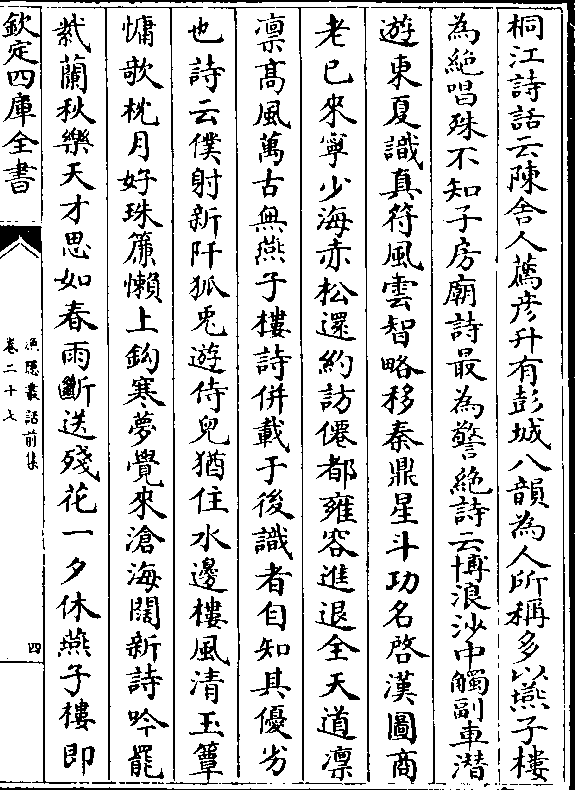 桐江詩話云陳舍人薦彦升有彭城八韻為人所稱多以燕子樓
為絶唱殊不知子房廟詩最為警絶詩云博浪沙中觸副車潜
遊東夏識真符風雲智略移秦鼎星斗功名啓漢圖商
老已來寧少海赤松還約訪僊都雍容進退全天道凛
凛髙風萬古無燕子樓詩併載于後識者自知其優劣
也詩云僕射新阡狐兎遊侍兒猶住水邊樓風清玉簟
慵歌枕月好珠簾懶上鈎寒夢覺來滄海闊新詩吟罷
紫蘭秋樂天才思如春雨斷送殘花一夕休燕子樓即
欽定四庫全書
漁隱叢話前集
卷二十七
四